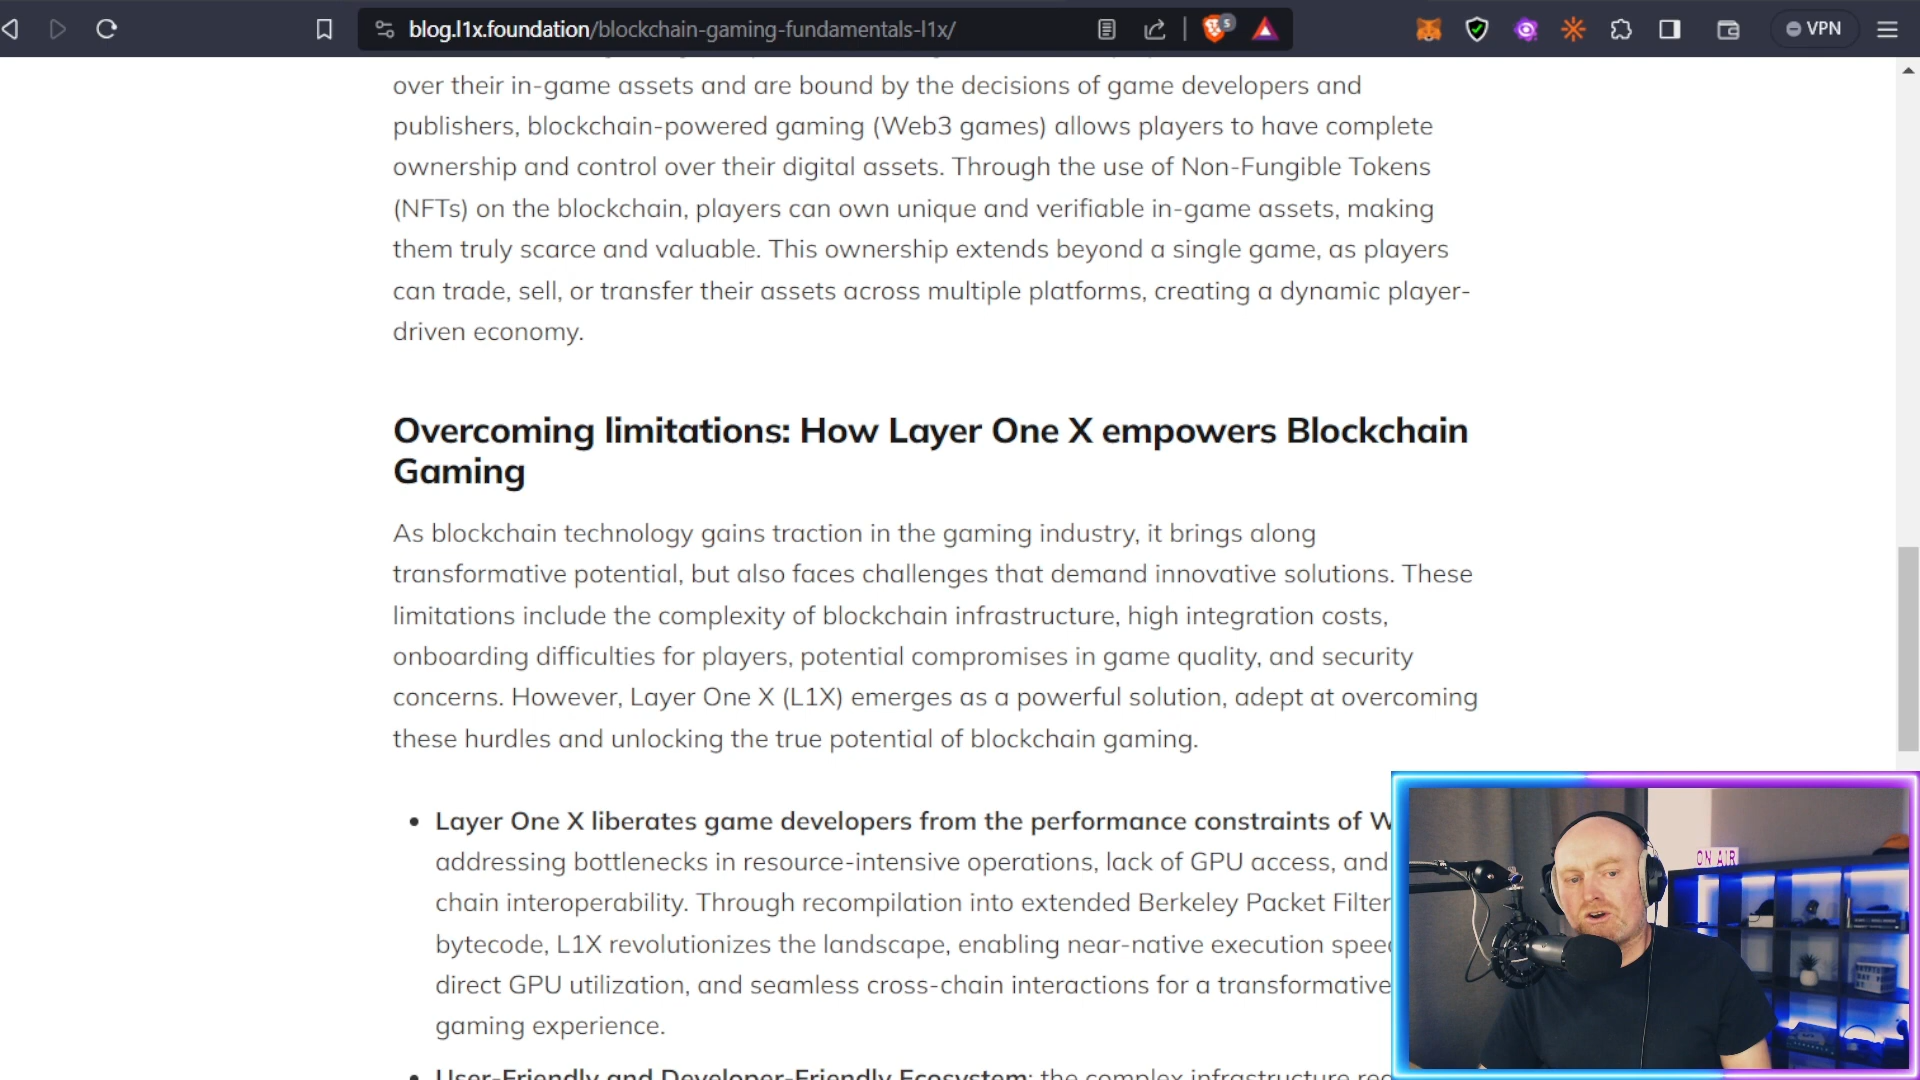 blog.l1x.foundation/blockchain-gaming-fundamentals-l1x/
5
VPN
over their in-game assets and are bound by the decisions of game developers and
publishers, blockchain-powered gaming (Web3 games) allows players to have complete
ownership and control over their digital assets. Through the use of Non-Fungible Tokens
(NFTs) on the blockchain, players can own unique and verifiable in-game assets, making
them truly scarce and valuable. This ownership extends beyond a single game, as players
can trade, sell, or transfer their assets across multiple platforms, creating a dynamic player-
driven economy.
Overcoming limitations: How Layer One X empowers Blockchain
Gaming
As blockchain technology gains traction in the gaming industry, it brings along
transformative potential, but also faces challenges that demand innovative solutions. These
limitations include the complexity of blockchain infrastructure, high integration costs,
onboarding difficulties for players, potential compromises in game quality, and security
concerns. However, Layer One X (L1X) emerges as a powerful solution, adept at overcoming
these hurdles and unlocking the true potential of blockchain gaming.
• Layer One X liberates game developers from the performance constraints of
addressing bottlenecks in resource-intensive operations, lack of GPU access, and
chain interoperability. Through recompilation into extended Berkeley Packet Filter
bytecode, L1X revolutionizes the landscape, enabling near-native execution
direct GPU utilization, and seamless cross-chain interactions for a transformative
gaming experience.
• User-Friendly and Developer-Friendly Ecosystem: the complex infrastructure
ON AIR